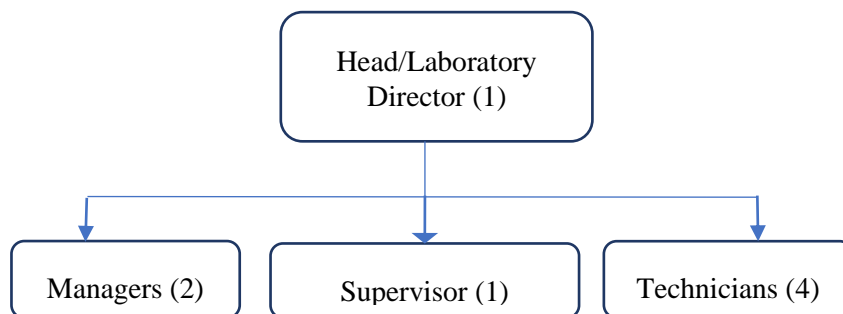 Head/Laboratory
Director (1)
Managers (2)
Supervisor (1)
Technicians (4)